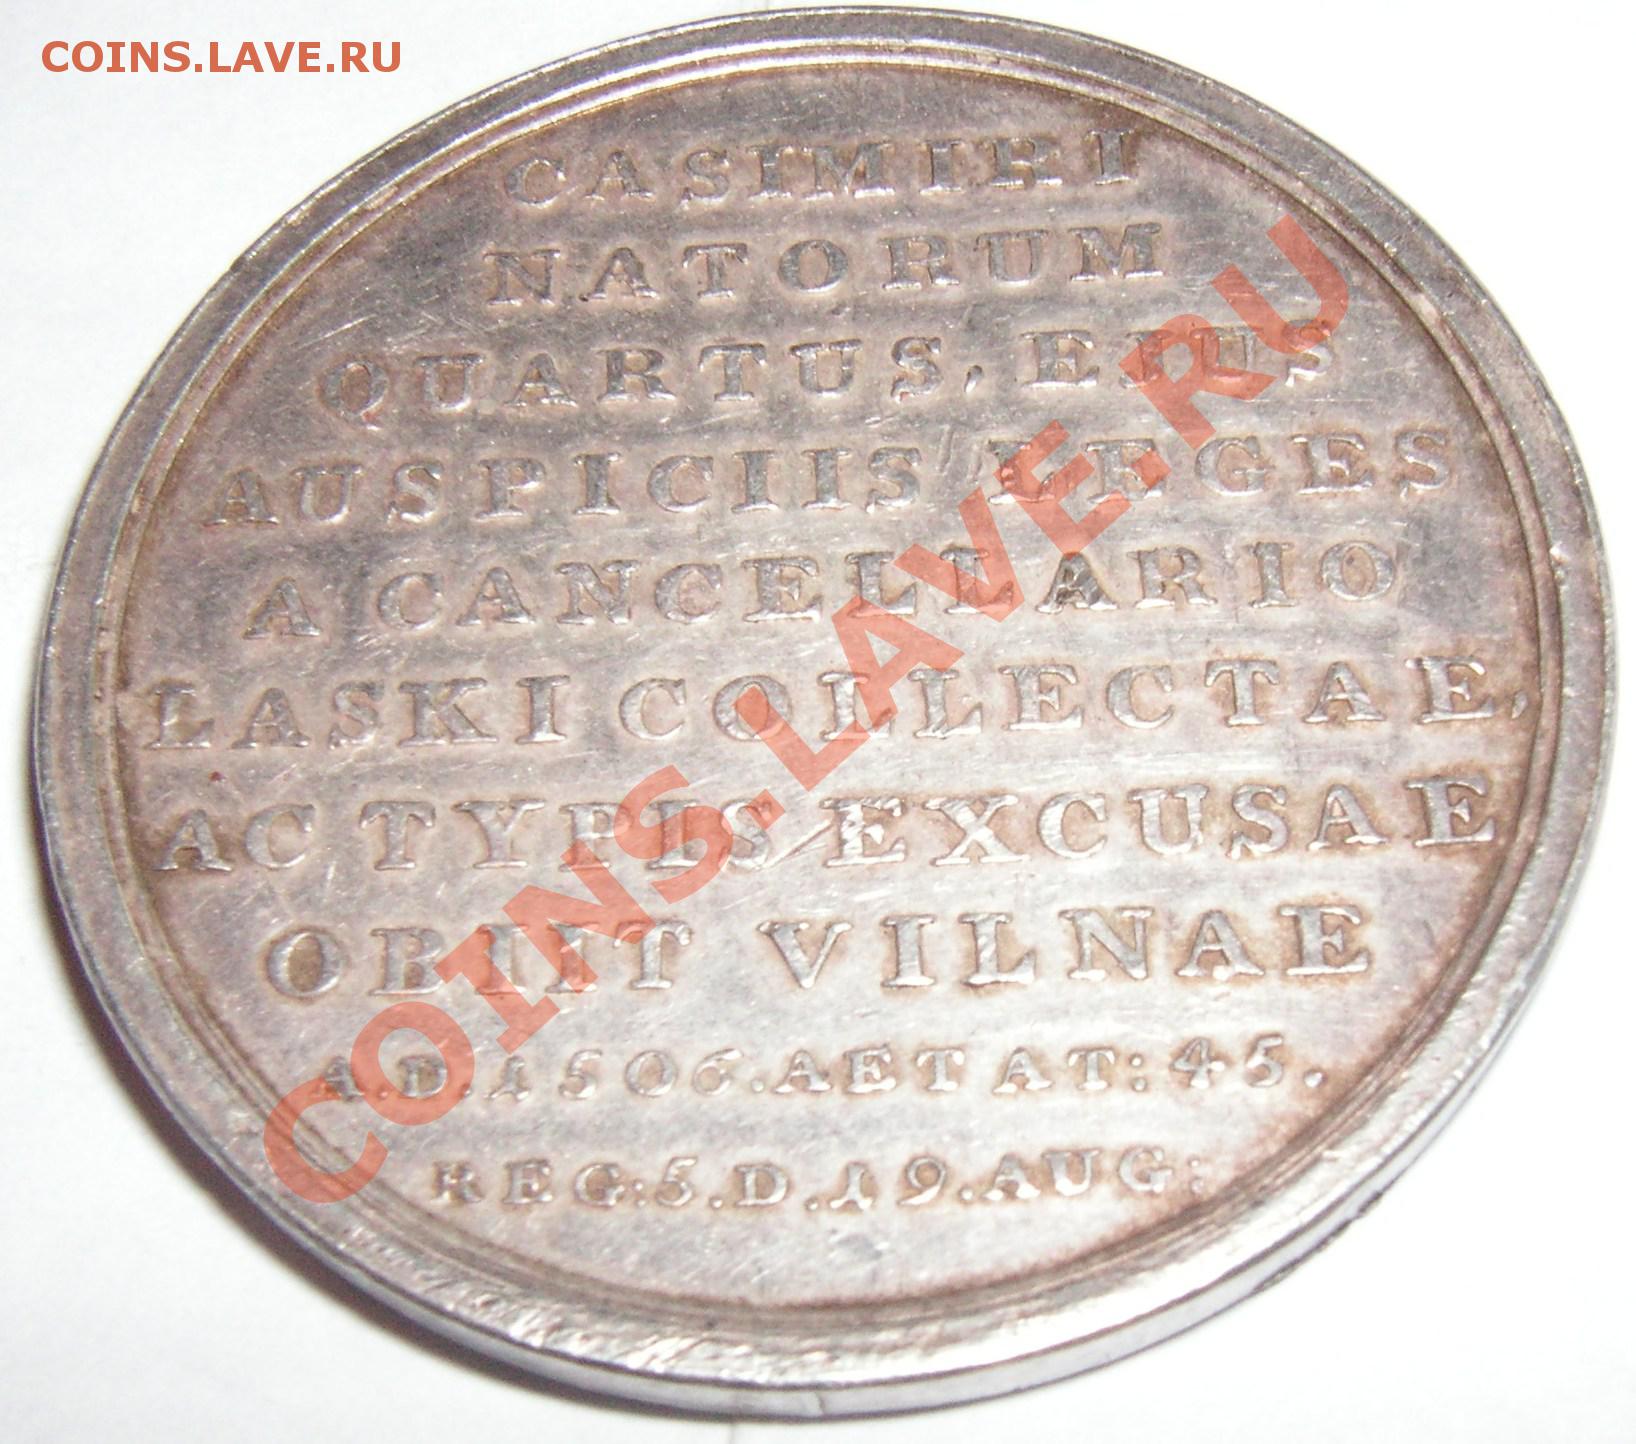 COINS.LAVE.RU
CASIMIRI
NATORUM
QUARTUS, EJUS
AUSPICIIS LEGES
A CANCELLARIO
LASKI COLLECTAE,
AC TYPIS EXCUSAE
OBIIT VILNAE
A.D.1506.AETAT:45.
REG:5.D.19.AUG:
COINS.LAVE.RU